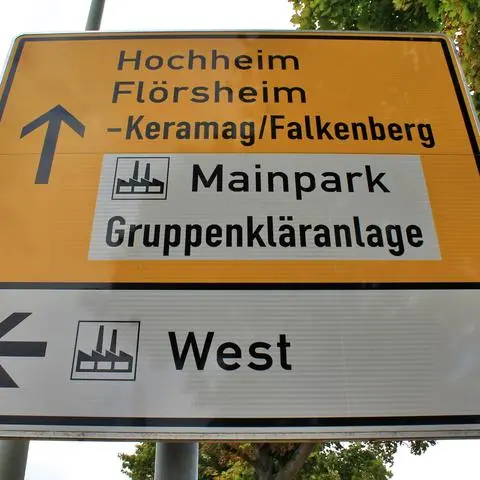 Hochheim
Flörsheim
-Keramag/Falkenberg
Mainpark
Gruppenkläranlage
West